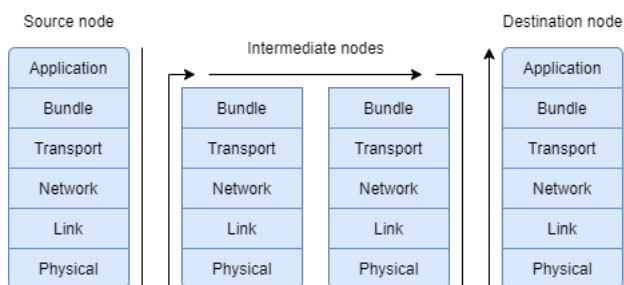 Source node
Destination node
Intermediate nodes
Application
Bundle
Transport
Network
Link
Physical
Bundle
Transport
Network
Link
Physical
Bundle
Transport
Network
Link
Physical
Application
Bundle
Transport
Network
Link
Physical